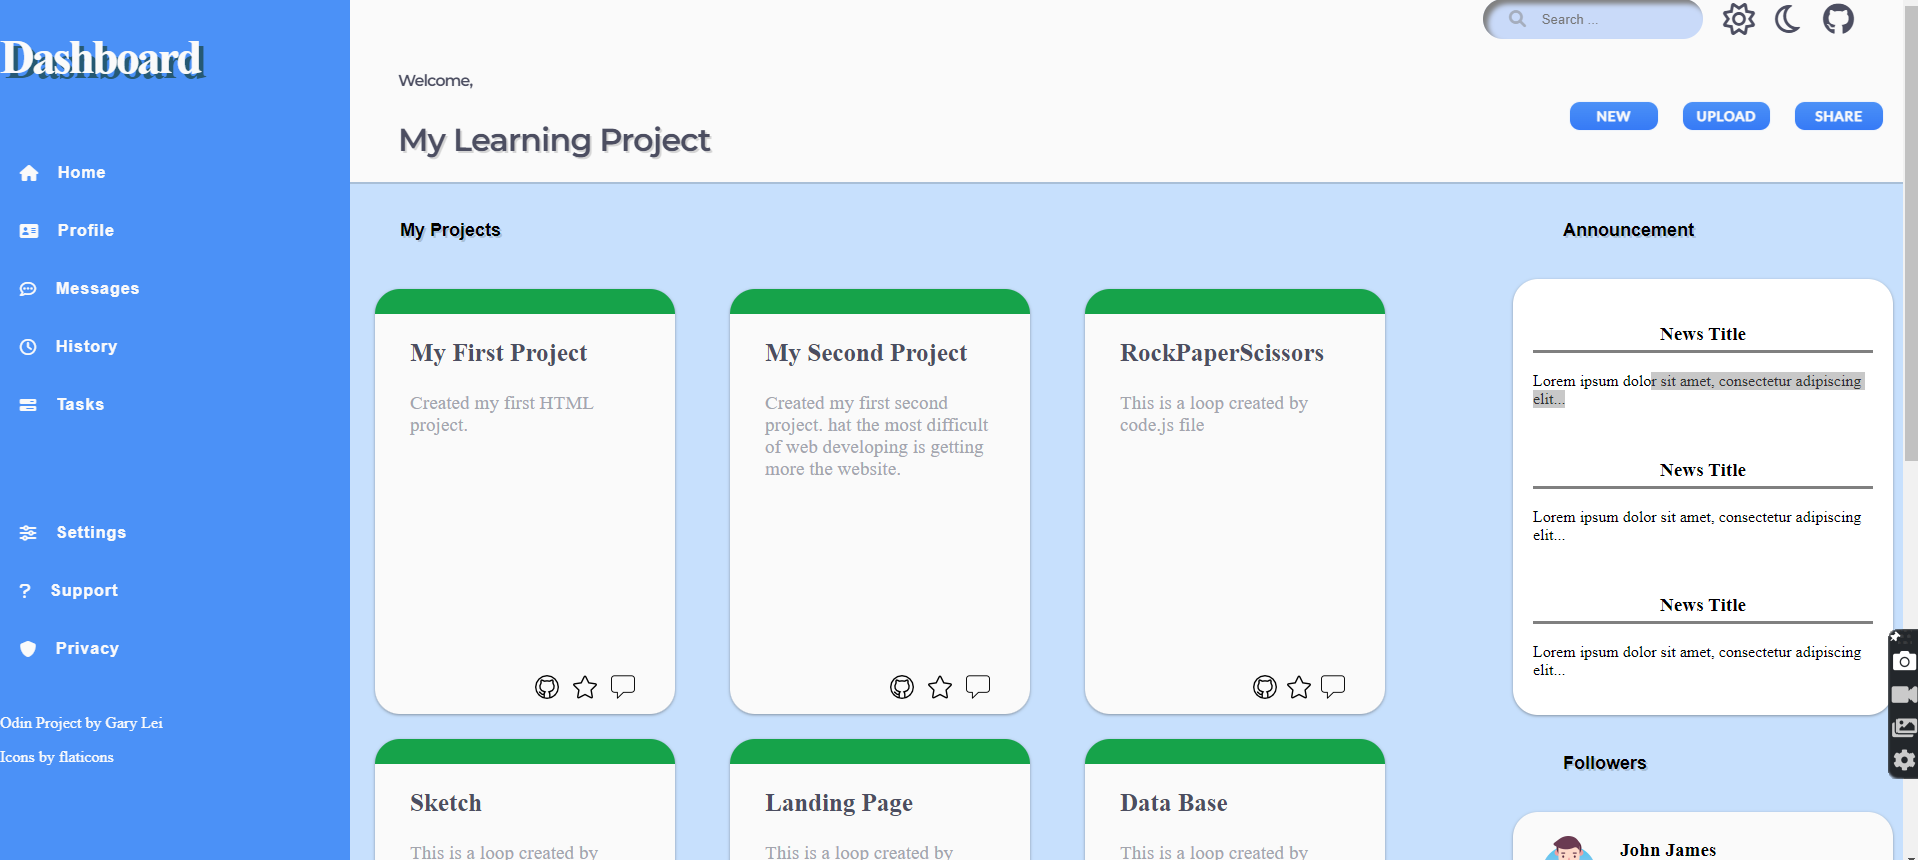 Dashboard
Home
Profile
Messages
History
Tasks
Settings
Support
Privacy
Odin Project by Gary Lei
Icons by flaticons
Search ...
Welcome,
My Learning Project
NEW
UPLOAD
SHARE
My Projects
My First Project
Created my first HTML
project.
My Second Project
Created my first second
project. hat the most difficult
of web developing is getting
more the website.
RockPaperScissors
This is a loop created by
code.js file
Sketch
This is a loop created by
Landing Page
This is a loop created by
Data Base
This is a loop created by
Announcement
News Title
Lorem ipsum dolor sit amet, consectetur adipiscing
elit...
News Title
Lorem ipsum dolor sit amet, consectetur adipiscing
elit...
News Title
Lorem ipsum dolor sit amet, consectetur adipiscing
elit...
Followers
John James